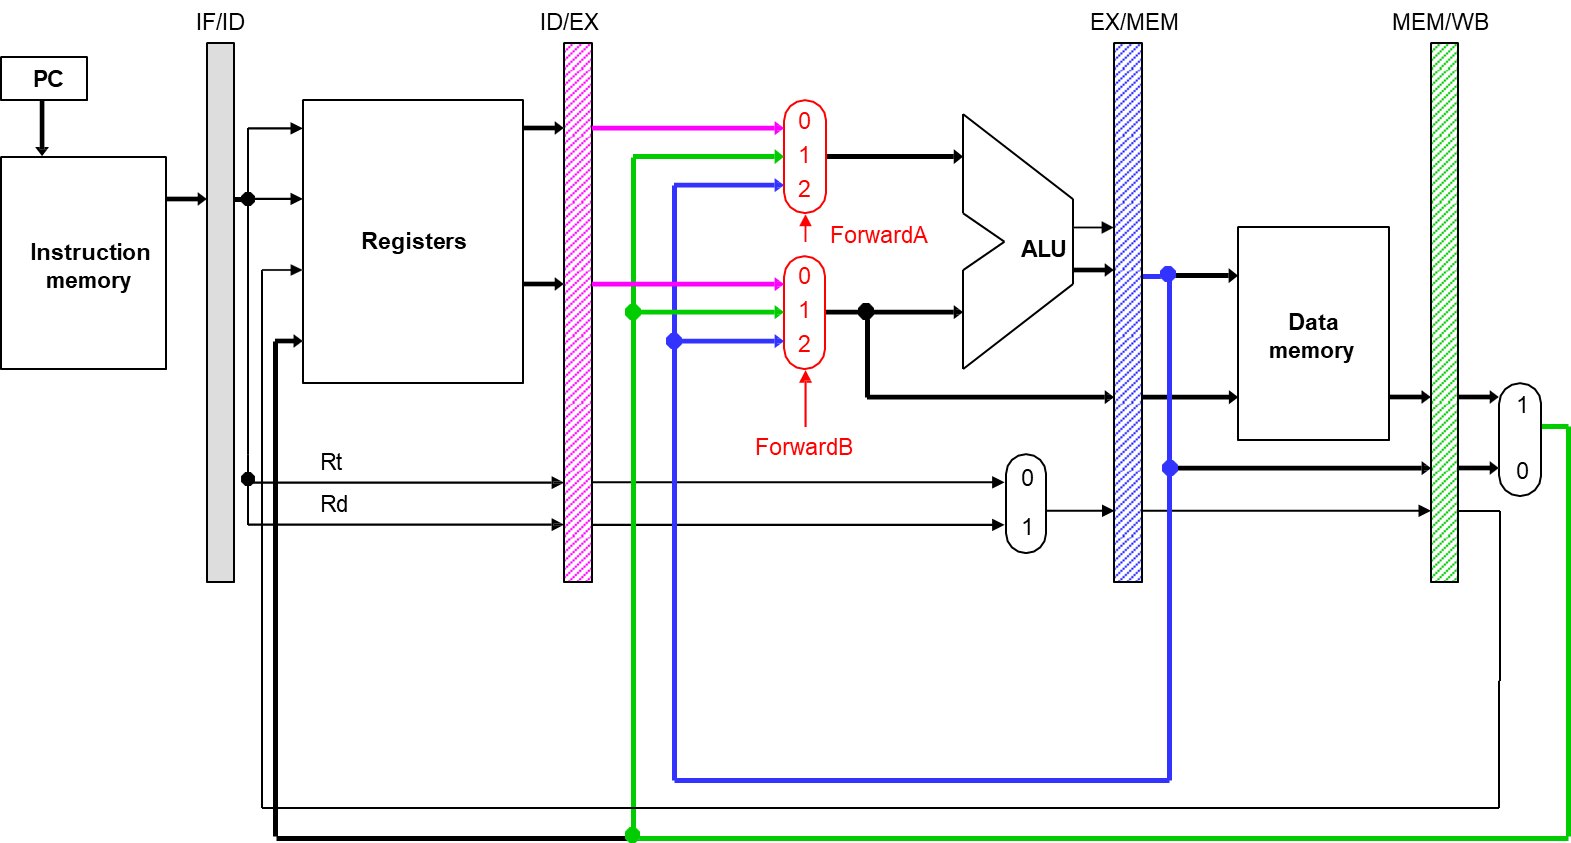 IF/ID
ID/EX
EX/MEM
MEM/WB
PC
Instruction
memory
Registers
0
1
2
ForwardA
0
1
2
ForwardB
ALU
Data
memory
1
0
Rt
Rd
0
1